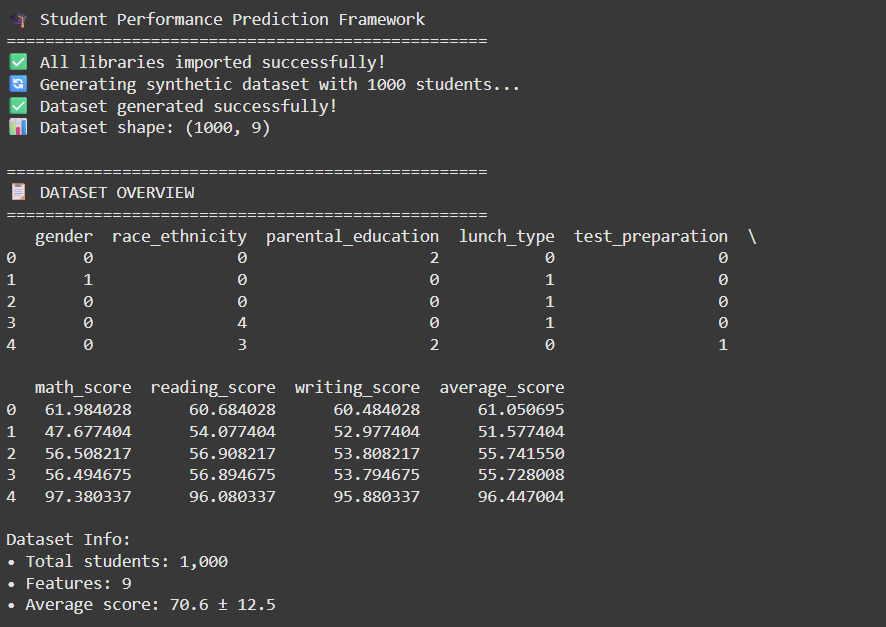 🎓 Student Performance Prediction Framework
==================================================
✅ All libraries imported successfully!
🔄 Generating synthetic dataset with 1000 students...
✅ Dataset generated successfully!
📊 Dataset shape: (1000, 9)
==================================================
📋 DATASET OVERVIEW
==================================================
   gender  race_ethnicity  parental_education  lunch_type  test_preparation  \
0       0               0                   2           0                 0
1       1               0                   0           1                 0
2       0               0                   0           1                 0
3       0               4                   0           1                 0
4       0               3                   2           0                 1
   math_score  reading_score  writing_score  average_score
0   61.984028      60.684028      60.484028      61.050695
1   47.677404      54.077404      52.977404      51.577404
2   56.508217      56.908217      53.808217      55.741550
3   56.494675      56.894675      53.794675      55.728008
4   97.380337      96.080337      95.880337      96.447004
Dataset Info:
• Total students: 1,000
• Features: 9
• Average score: 70.6 ± 12.5